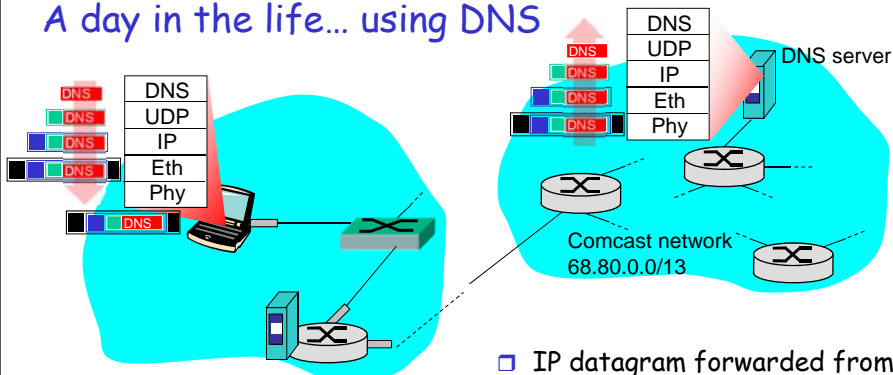 A day in the life… using DNS
DNS
DNS
DNS
DNS
DNS
DNS
UDP
IP
Eth
Phy
DNS
DNS
DNS
DNS
DNS
UDP
IP
Eth
Phy
DNS server
Comcast network
68.80.0.0/13
IP datagram forwarded from